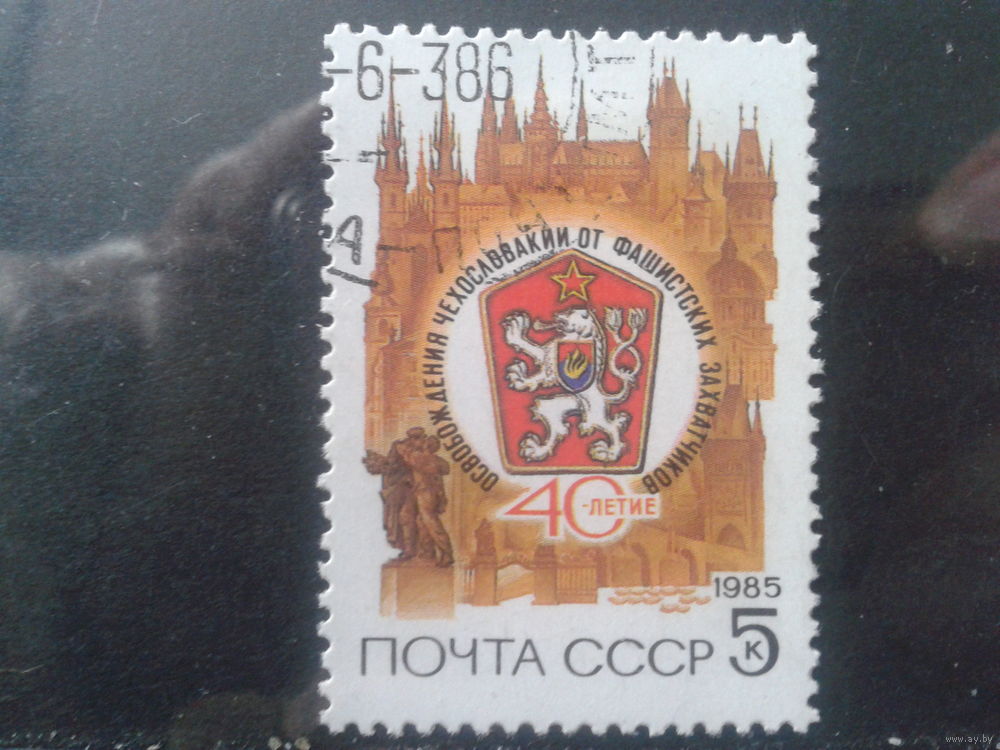 -6-386
А
ОСВОБОЖДЕНИЯ ЧЕХОСЛОВАКИИ ОТ ФАШИСТСКИХ ЗАХВАТЧИКОВ
40-ЛЕТИЕ
1985
ПОЧТА СССР 5 к
www.ay.by